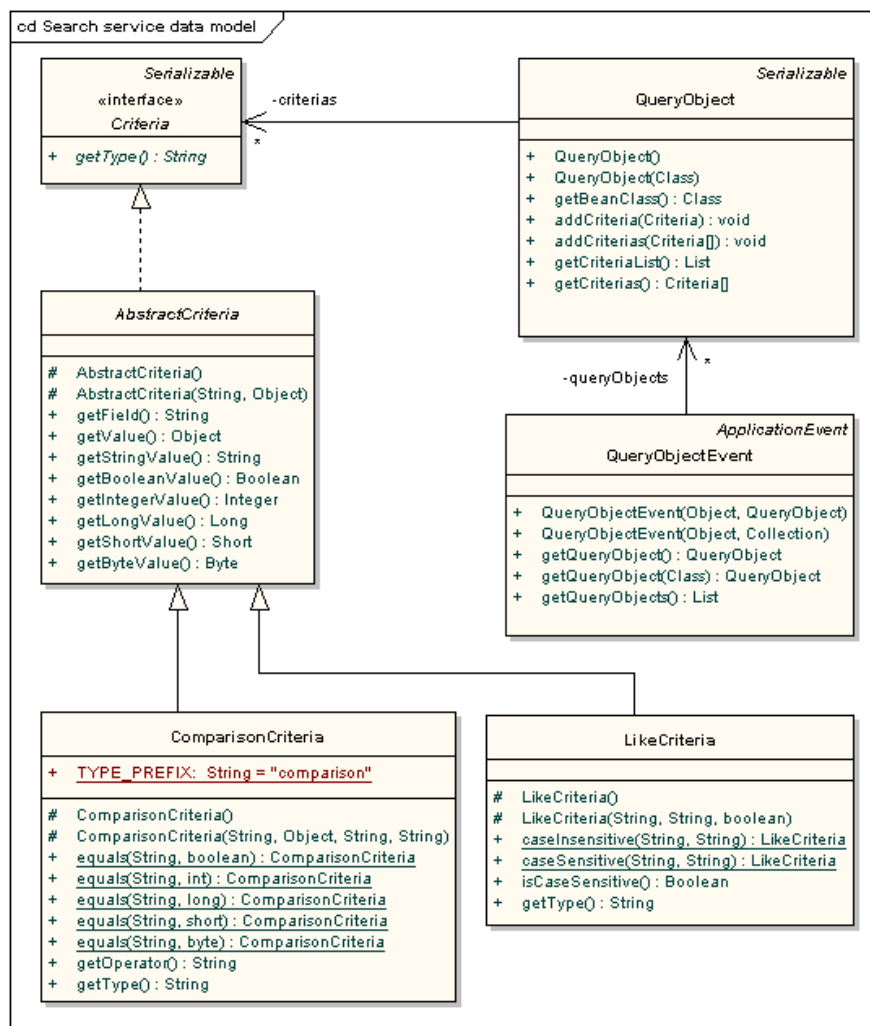 cd Search service data model
Serializable
«interface»
Criteria
+ getType() : String
-criterias
*
Serializable
QueryObject
+ QueryObject()
+ QueryObject(Class)
+ getBeanClass() : Class
+ addCriteria(Criteria) : void
+ addCriterias(Criteria[]) : void
+ getCriteriaList() : List
+ getCriterias() : Criteria[]
AbstractCriteria
# AbstractCriteria()
# AbstractCriteria(String, Object)
+ getField() : String
+ getValue() : Object
+ getStringValue() : String
+ getBooleanValue() : Boolean
+ getIntegerValue() : Integer
+ getLongValue() : Long
+ getShortValue() : Short
+ getByteValue() : Byte
*
-queryObjects
ApplicationEvent
QueryObjectEvent
+ QueryObjectEvent(Object, QueryObject)
+ QueryObjectEvent(Object, Collection)
+ getQueryObject() : QueryObject
+ getQueryObject(Class) : QueryObject
+ getQueryObjects() : List
ComparisonCriteria
+ TYPE_PREFIX: String = "comparison"
# ComparisonCriteria()
# ComparisonCriteria(String, Object, String, String)
+ equals(String, boolean) : ComparisonCriteria
+ equals(String, int) : ComparisonCriteria
+ equals(String, long) : ComparisonCriteria
+ equals(String, short) : ComparisonCriteria
+ equals(String, byte) : ComparisonCriteria
+ getOperator() : String
+ getType() : String
LikeCriteria
# LikeCriteria()
# LikeCriteria(String, String, boolean)
+ caseInsensitive(String, String) : LikeCriteria
+ caseSensitive(String, String) : LikeCriteria
+ isCaseSensitive() : Boolean
+ getType() : String